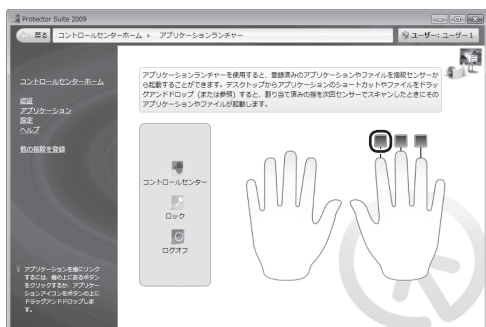 Protector Suite 2009
戻る コントロールセンターホーム ▶ アプリケーションランチャー ユーザー: ユーザー1
コントロールセンターホーム
認証
アプリケーション
設定
ヘルプ
他の指紋を登録
アプリケーションランチャーを使用すると、登録済みのアプリケーションやファイルを指紋センサーか
ら起動することができます。デスクトップからアプリケーションのショートカットやファイルをドラッ
グアンドドロップ（または参照）すると、割り当て済みの指を次回センサーでスキャンしたときにその
アプリケーションやファイルが起動します。
コントロールセンター
ロック
ログオフ
アプリケーションを指にリンク
するには、指の上にあるボタン
をクリックするか、アプリケー
ションアイコンをボタンの上に
ドラッグアンドドロップしま
す。